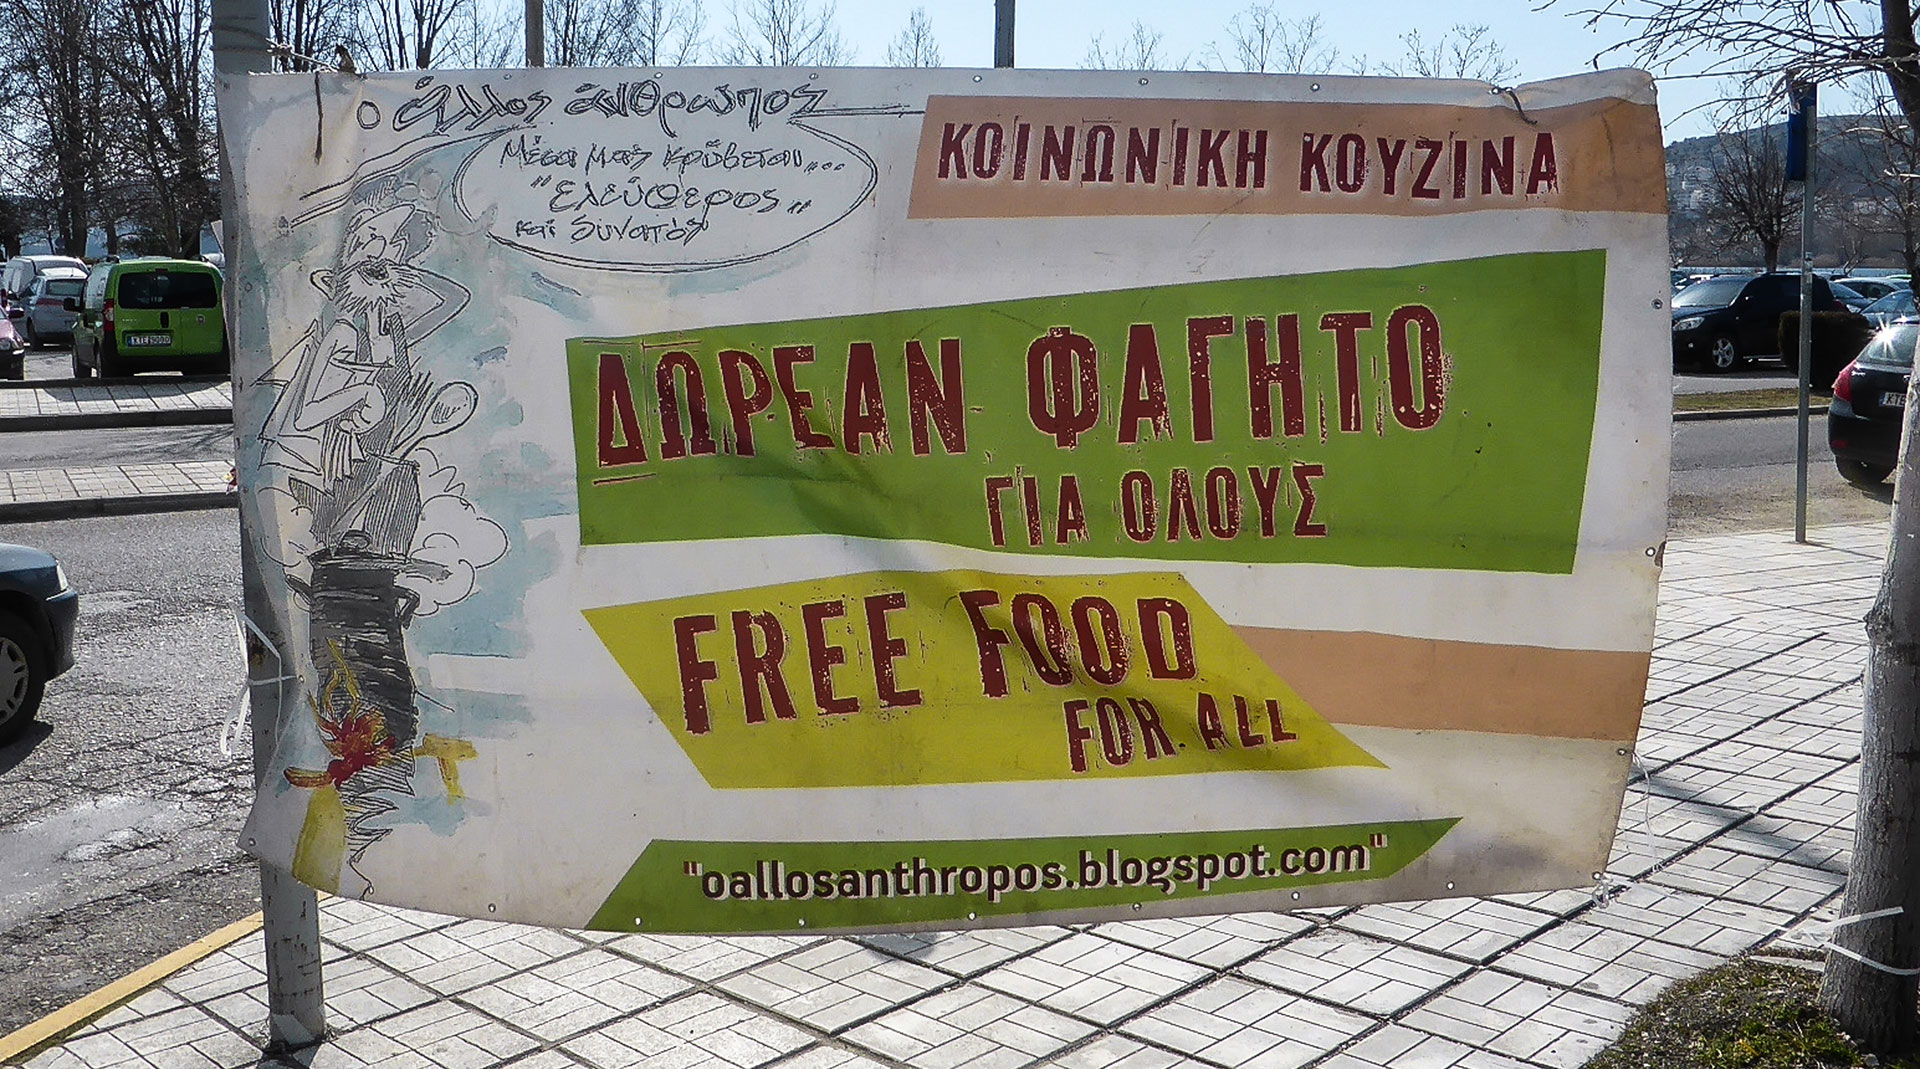 ο άλλος άνθρωπος
Μέσα μας κρύβεται...
"Ελεύθερος"
και δυνατός
ΚΟΙΝΩΝΙΚΗ ΚΟΥΖΙΝΑ
ΔΩΡΕΑΝ ΦΑΓΗΤΟ
ΓΙΑ ΟΛΟΥΣ
FREE FOOD
FOR ALL
"oallosanthropos.blogspot.com"